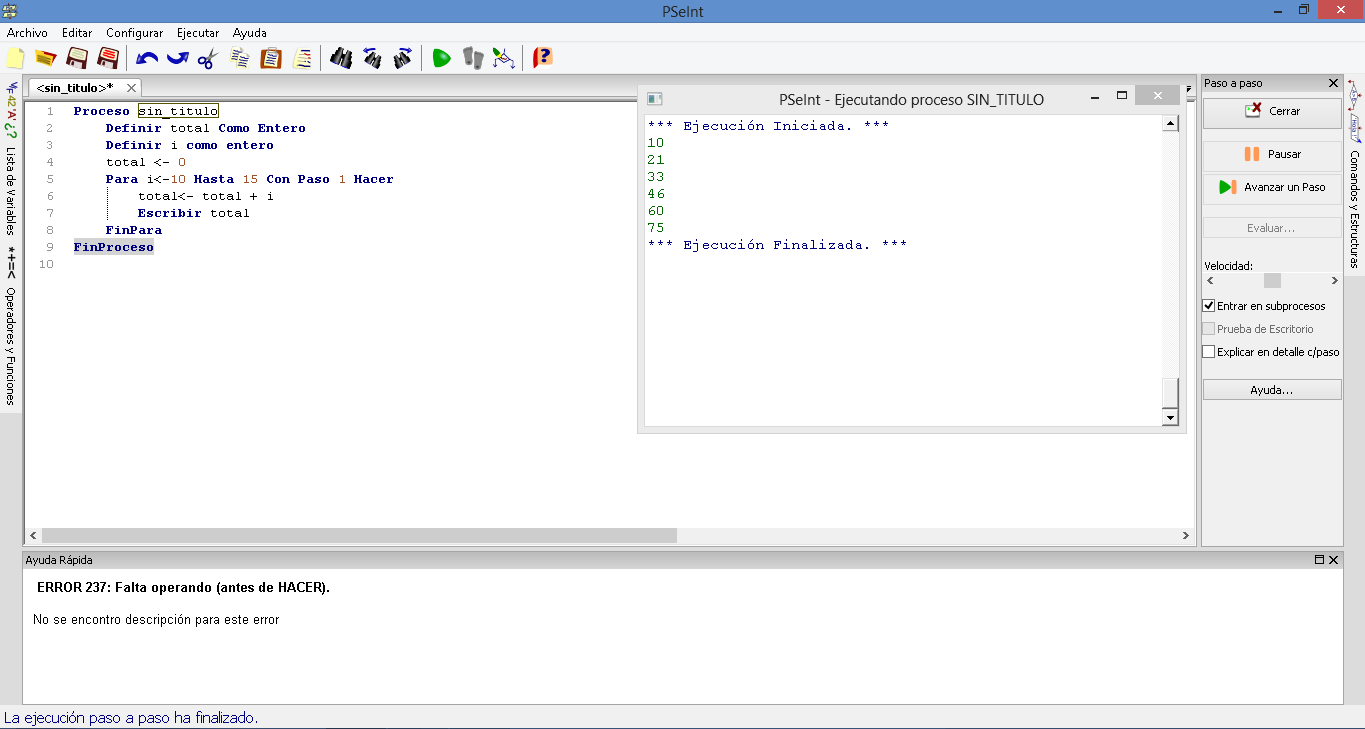 PSeInt
Archivo Editar Configurar Ejecutar Ayuda
<sin_titulo>*
1 Proceso sin_titulo
2 Definir total Como Entero
3 Definir i como entero
4 total <- 0
5 Para i<-10 Hasta 15 Con Paso 1 Hacer
6 total<- total + i
7 Escribir total
8 FinPara
9 FinProceso
10
Lista de Variables
*+=< Operadores y Funciones
PSeInt - Ejecutando proceso SIN_TITULO
*** Ejecución Iniciada. ***
10
21
33
46
60
75
*** Ejecución Finalizada. ***
Paso a paso
Cerrar
Pausar
Avanzar un Paso
Evaluar...
Velocidad:
Entrar en subprocesos
Prueba de Escritorio
Explicar en detalle c/paso
Ayuda...
Comandos y Estructuras
Ayuda Rápida
ERROR 237: Falta operando (antes de HACER).
No se encontro descripción para este error
La ejecución paso a paso ha finalizado.